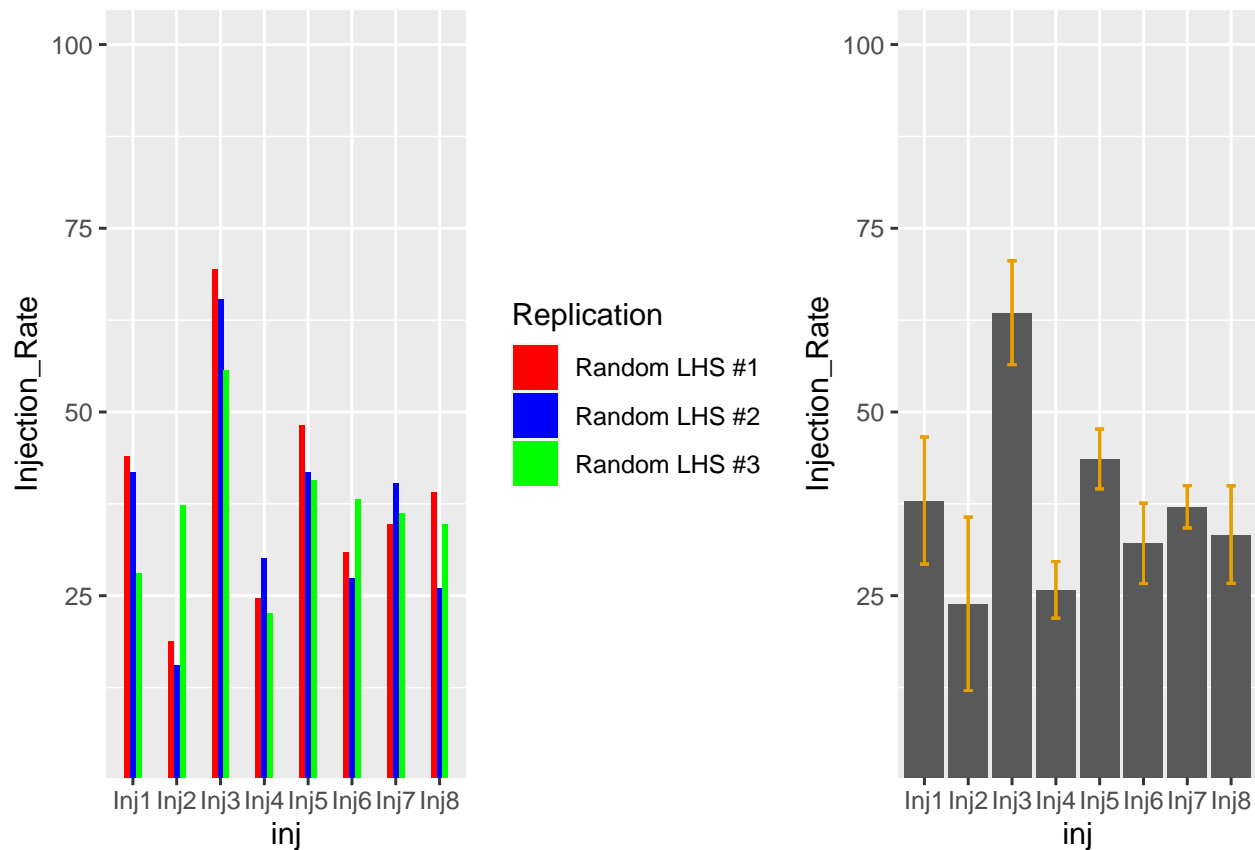 100
75
50
25
Injection_Rate
Inj1 Inj2 Inj3 Inj4 Inj5 Inj6 Inj7 Inj8
inj
Replication
Random LHS #1
Random LHS #2
Random LHS #3
100
75
50
25
Injection_Rate
Inj1 Inj2 Inj3 Inj4 Inj5 Inj6 Inj7 Inj8
inj